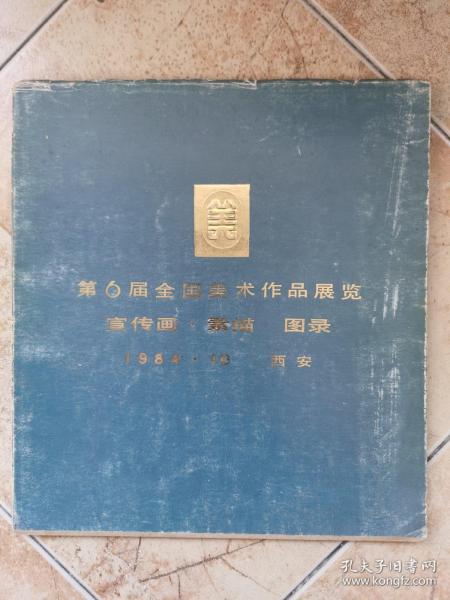 美
第6届全国美术作品展览
宣传画·素描 图录
1984·10 西安
孔夫子旧书网
www.kongfz.com